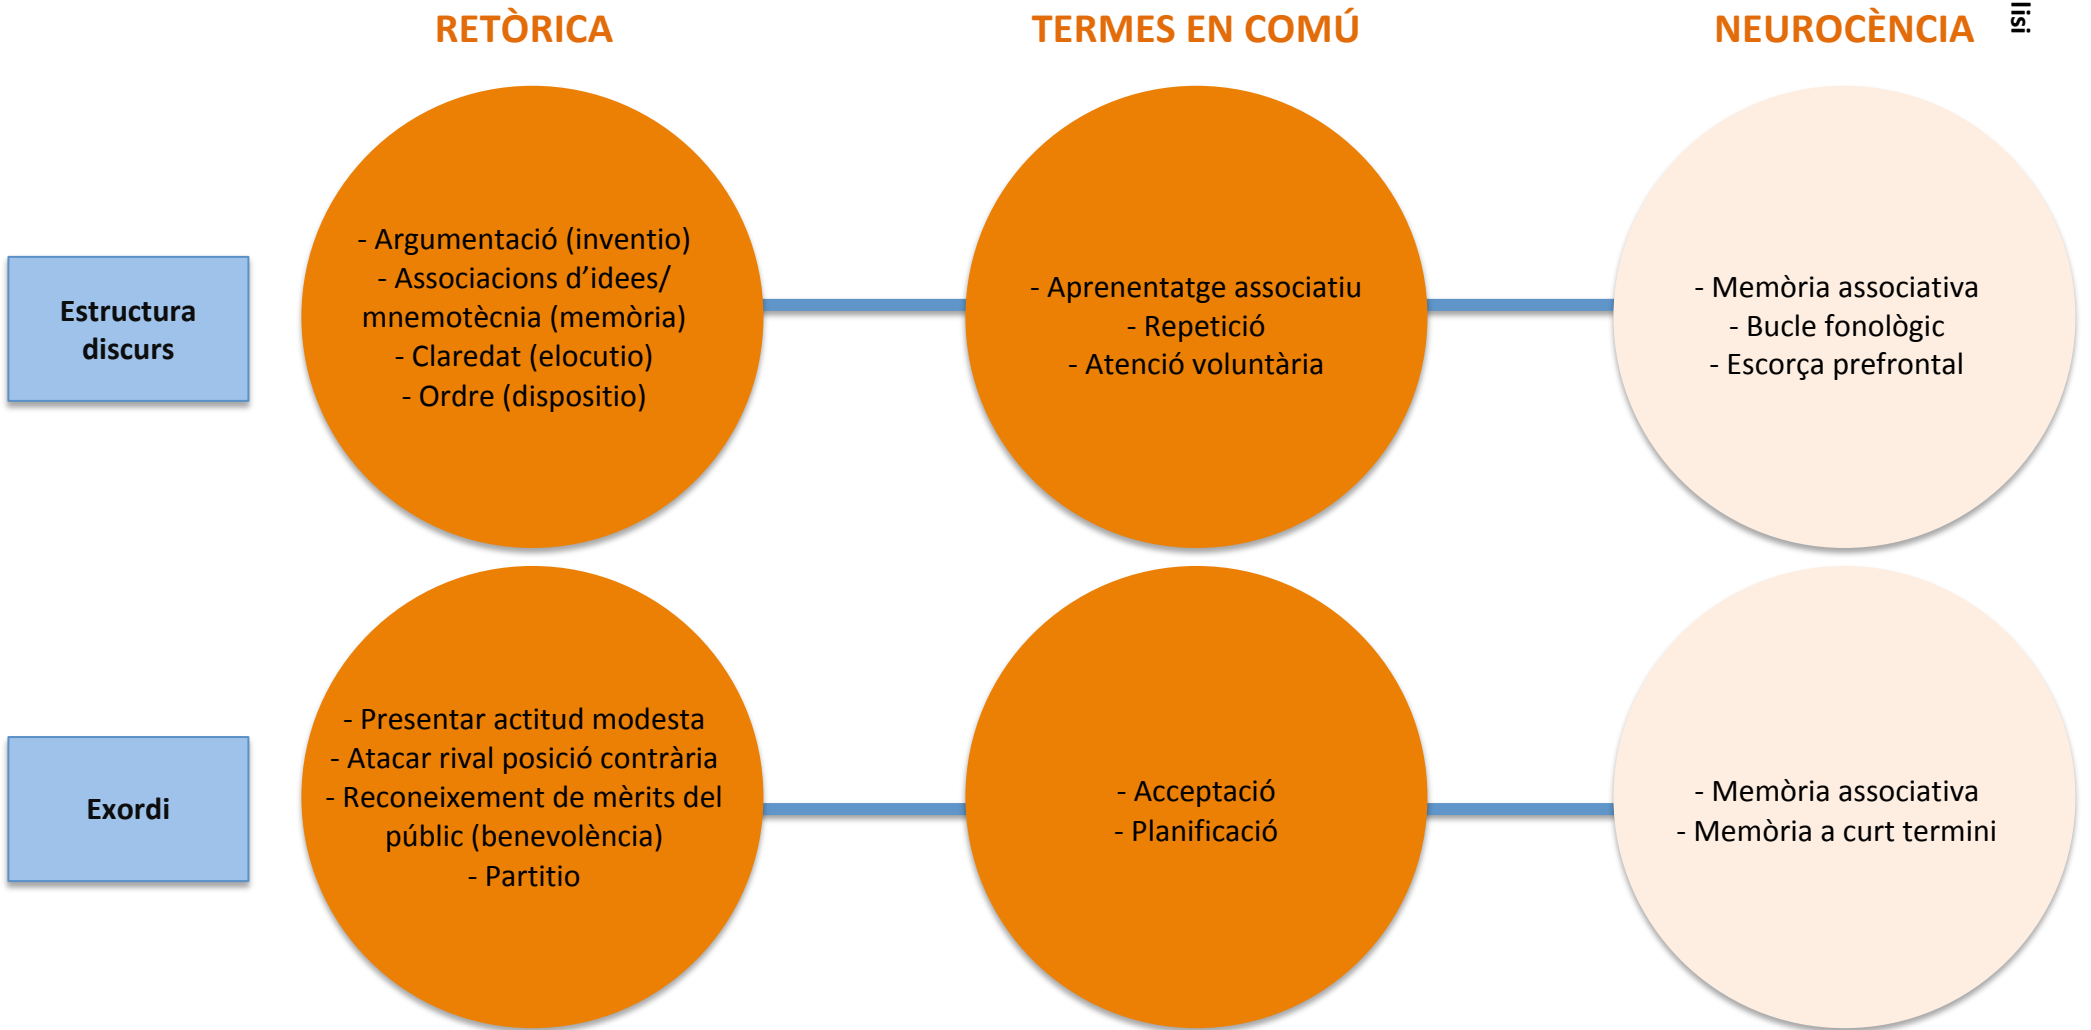 RETÒRICA
TERMES EN COMÚ
NEUROCÈNCIA
lisi
Estructura
discurs
- Argumentació (inventio)
- Associacions d’idees/
mnemotècnia (memòria)
- Claredat (elocutio)
- Ordre (dispositio)
- Aprenentatge associatiu
- Repetició
- Atenció voluntària
- Memòria associativa
- Bucle fonològic
- Escorça prefrontal
Exordi
- Presentar actitud modesta
- Atacar rival posició contrària
- Reconeixement de mèrits del
públic (benevolència)
- Partitio
- Acceptació
- Planificació
- Memòria associativa
- Memòria a curt termini